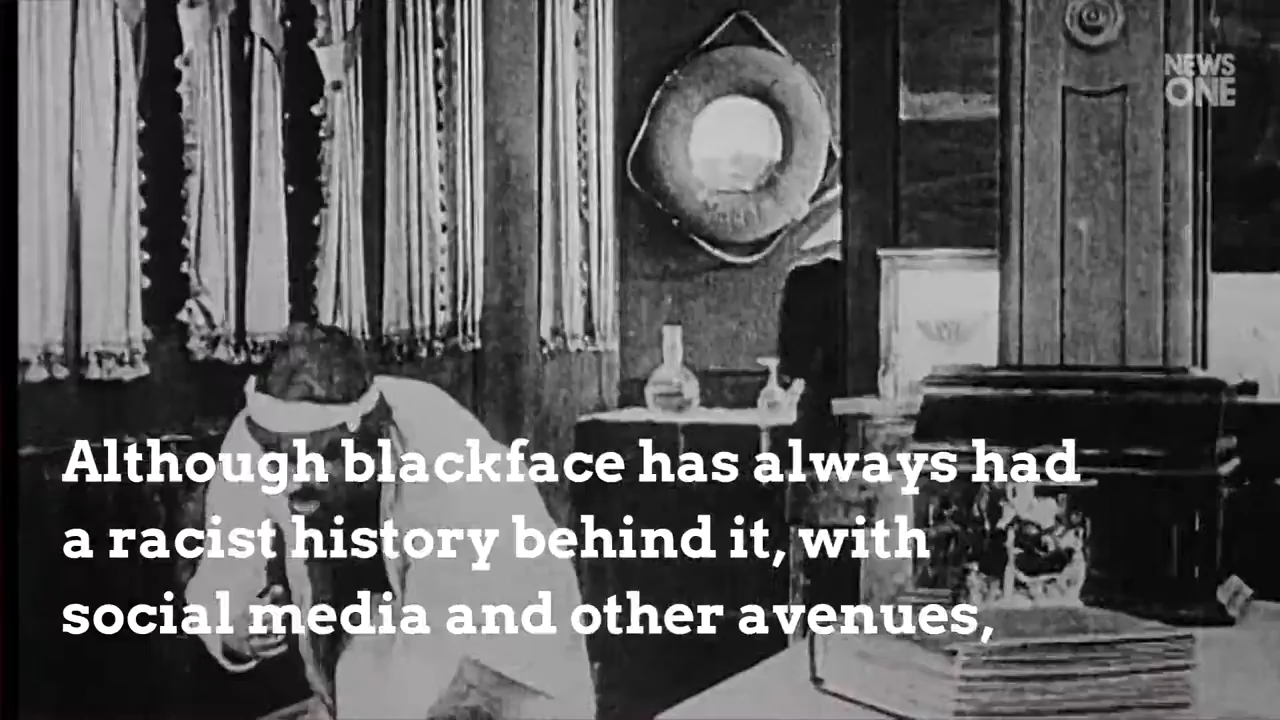 NEWS
ONE
Although blackface has always had
a racist history behind it, with
social media and other avenues,